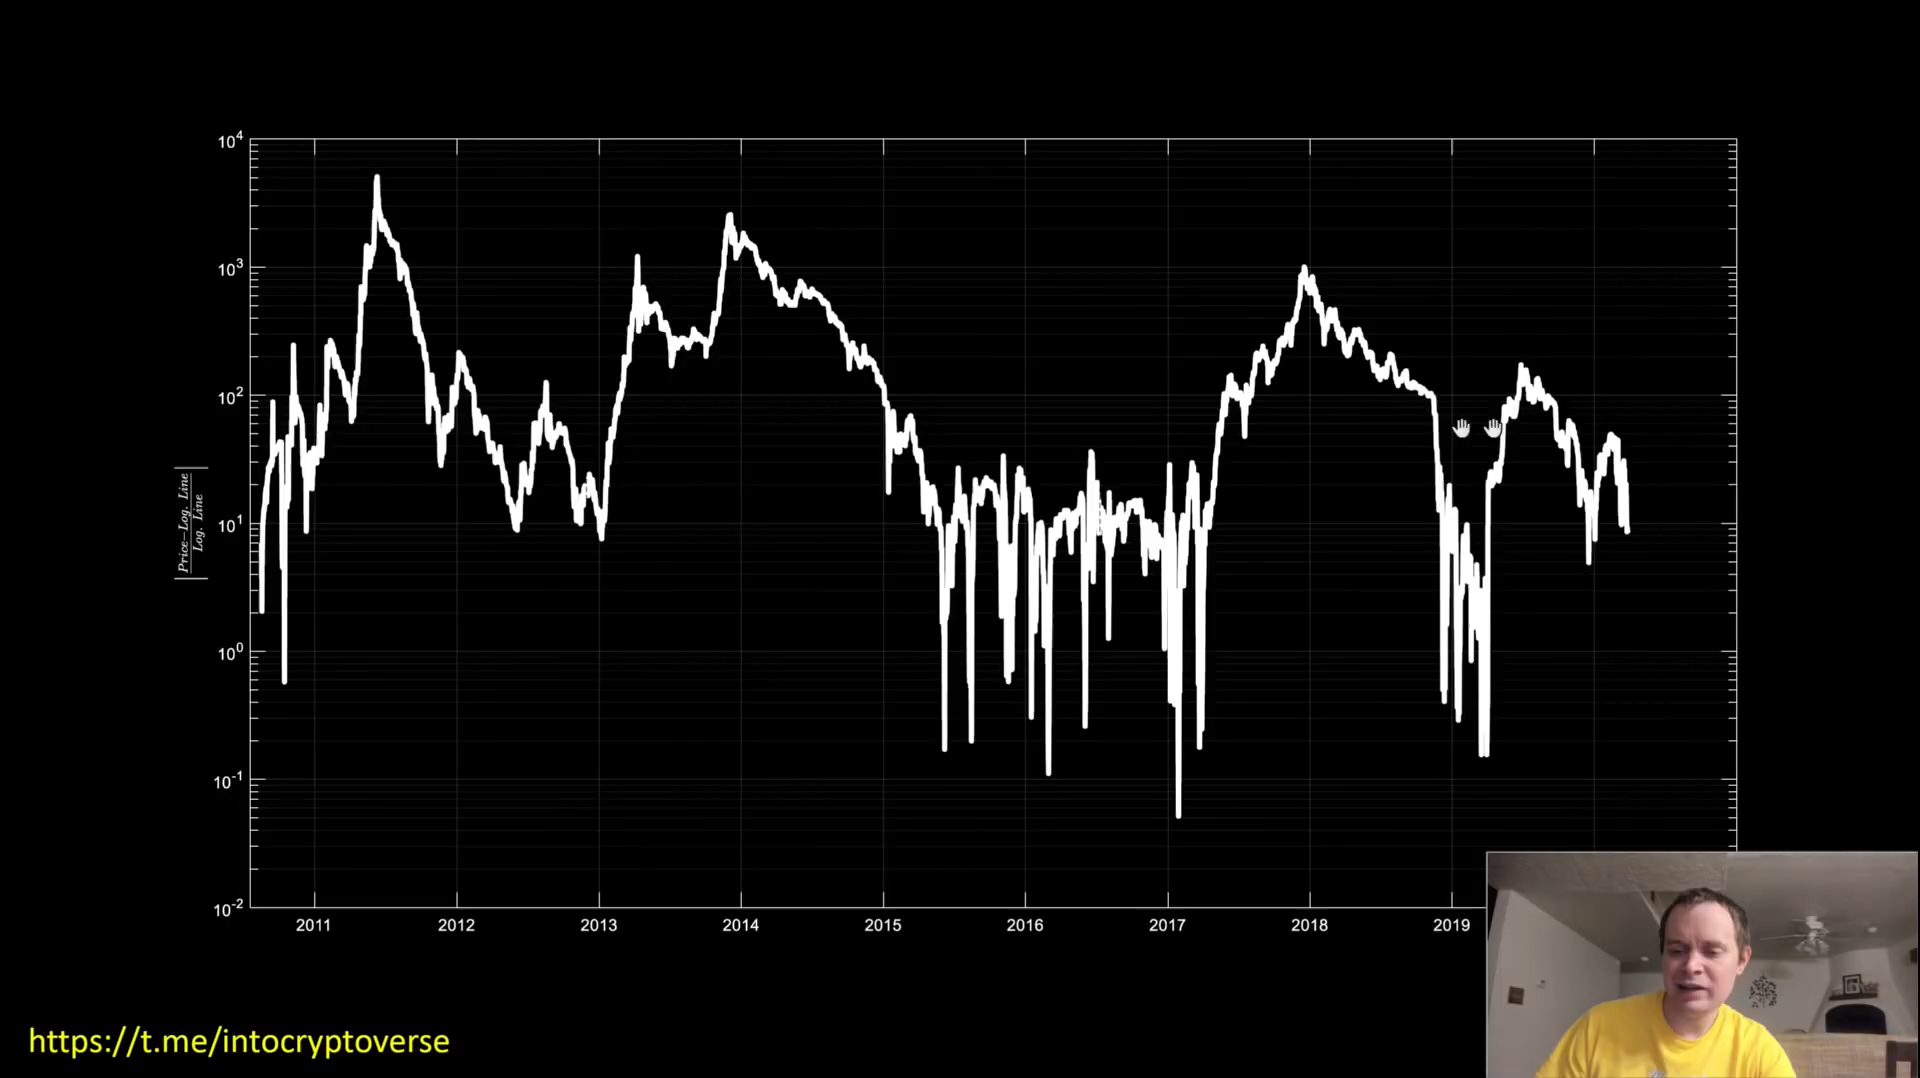 10^4
10^3
10^2
10^1
10^0
10^-1
10^-2
|Price−Log. Line / Log. Line|
2011 2012 2013 2014 2015 2016 2017 2018 2019
https://t.me/intocryptoverse